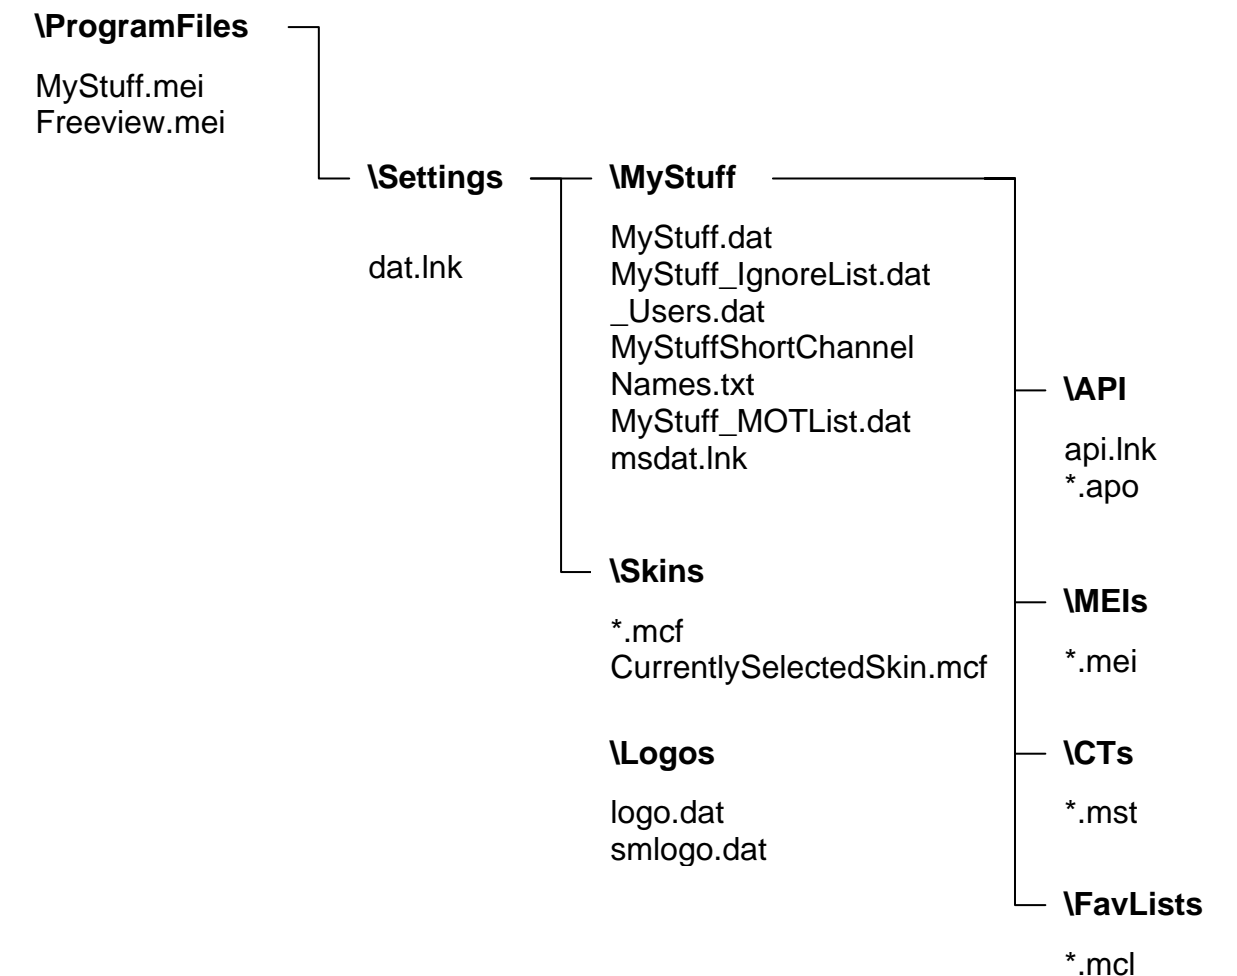 \ProgramFiles
MyStuff.mei
Freeview.mei
\Settings
dat.lnk
\MyStuff
MyStuff.dat
MyStuff_IgnoreList.dat
_Users.dat
MyStuffShortChannel
Names.txt
MyStuff_MOTList.dat
msdat.lnk
\Skins
*.mcf
CurrentlySelectedSkin.mcf
\Logos
logo.dat
smlogo.dat
\API
api.lnk
*.apo
\MEIs
*.mei
\CTs
*.mst
\FavLists
*.mcl